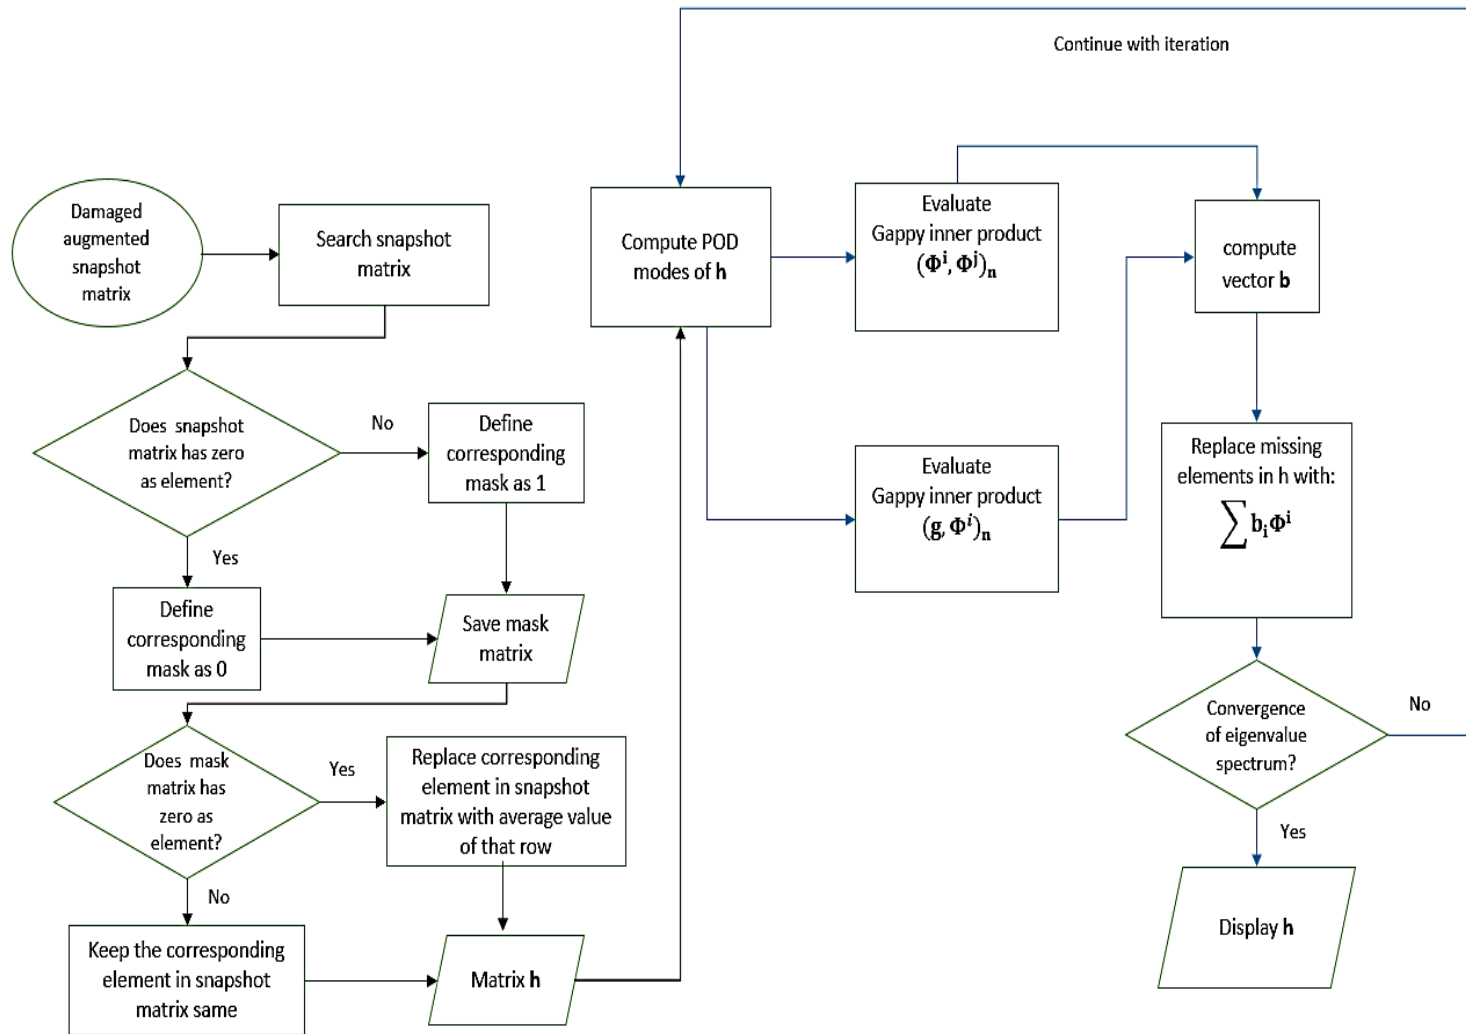 Continue with iteration
Damaged
augmented
snapshot
matrix
Search snapshot
matrix
Does snapshot
matrix has zero
as element?
No
Define
corresponding
mask as 1
Yes
Define
corresponding
mask as 0
Save mask
matrix
Does mask
matrix has
zero as
element?
Yes
Replace corresponding
element in snapshot
matrix with average value
of that row
No
Keep the corresponding
element in snapshot
matrix same
Matrix h
Compute POD
modes of h
Evaluate
Gappy inner product
(Φ^i, Φ^j)_n
Evaluate
Gappy inner product
(g, Φ^i)_n
compute
vector b
Replace missing
elements in h with:
∑ b_i Φ^i
Convergence
of eigenvalue
spectrum?
No
Yes
Display h